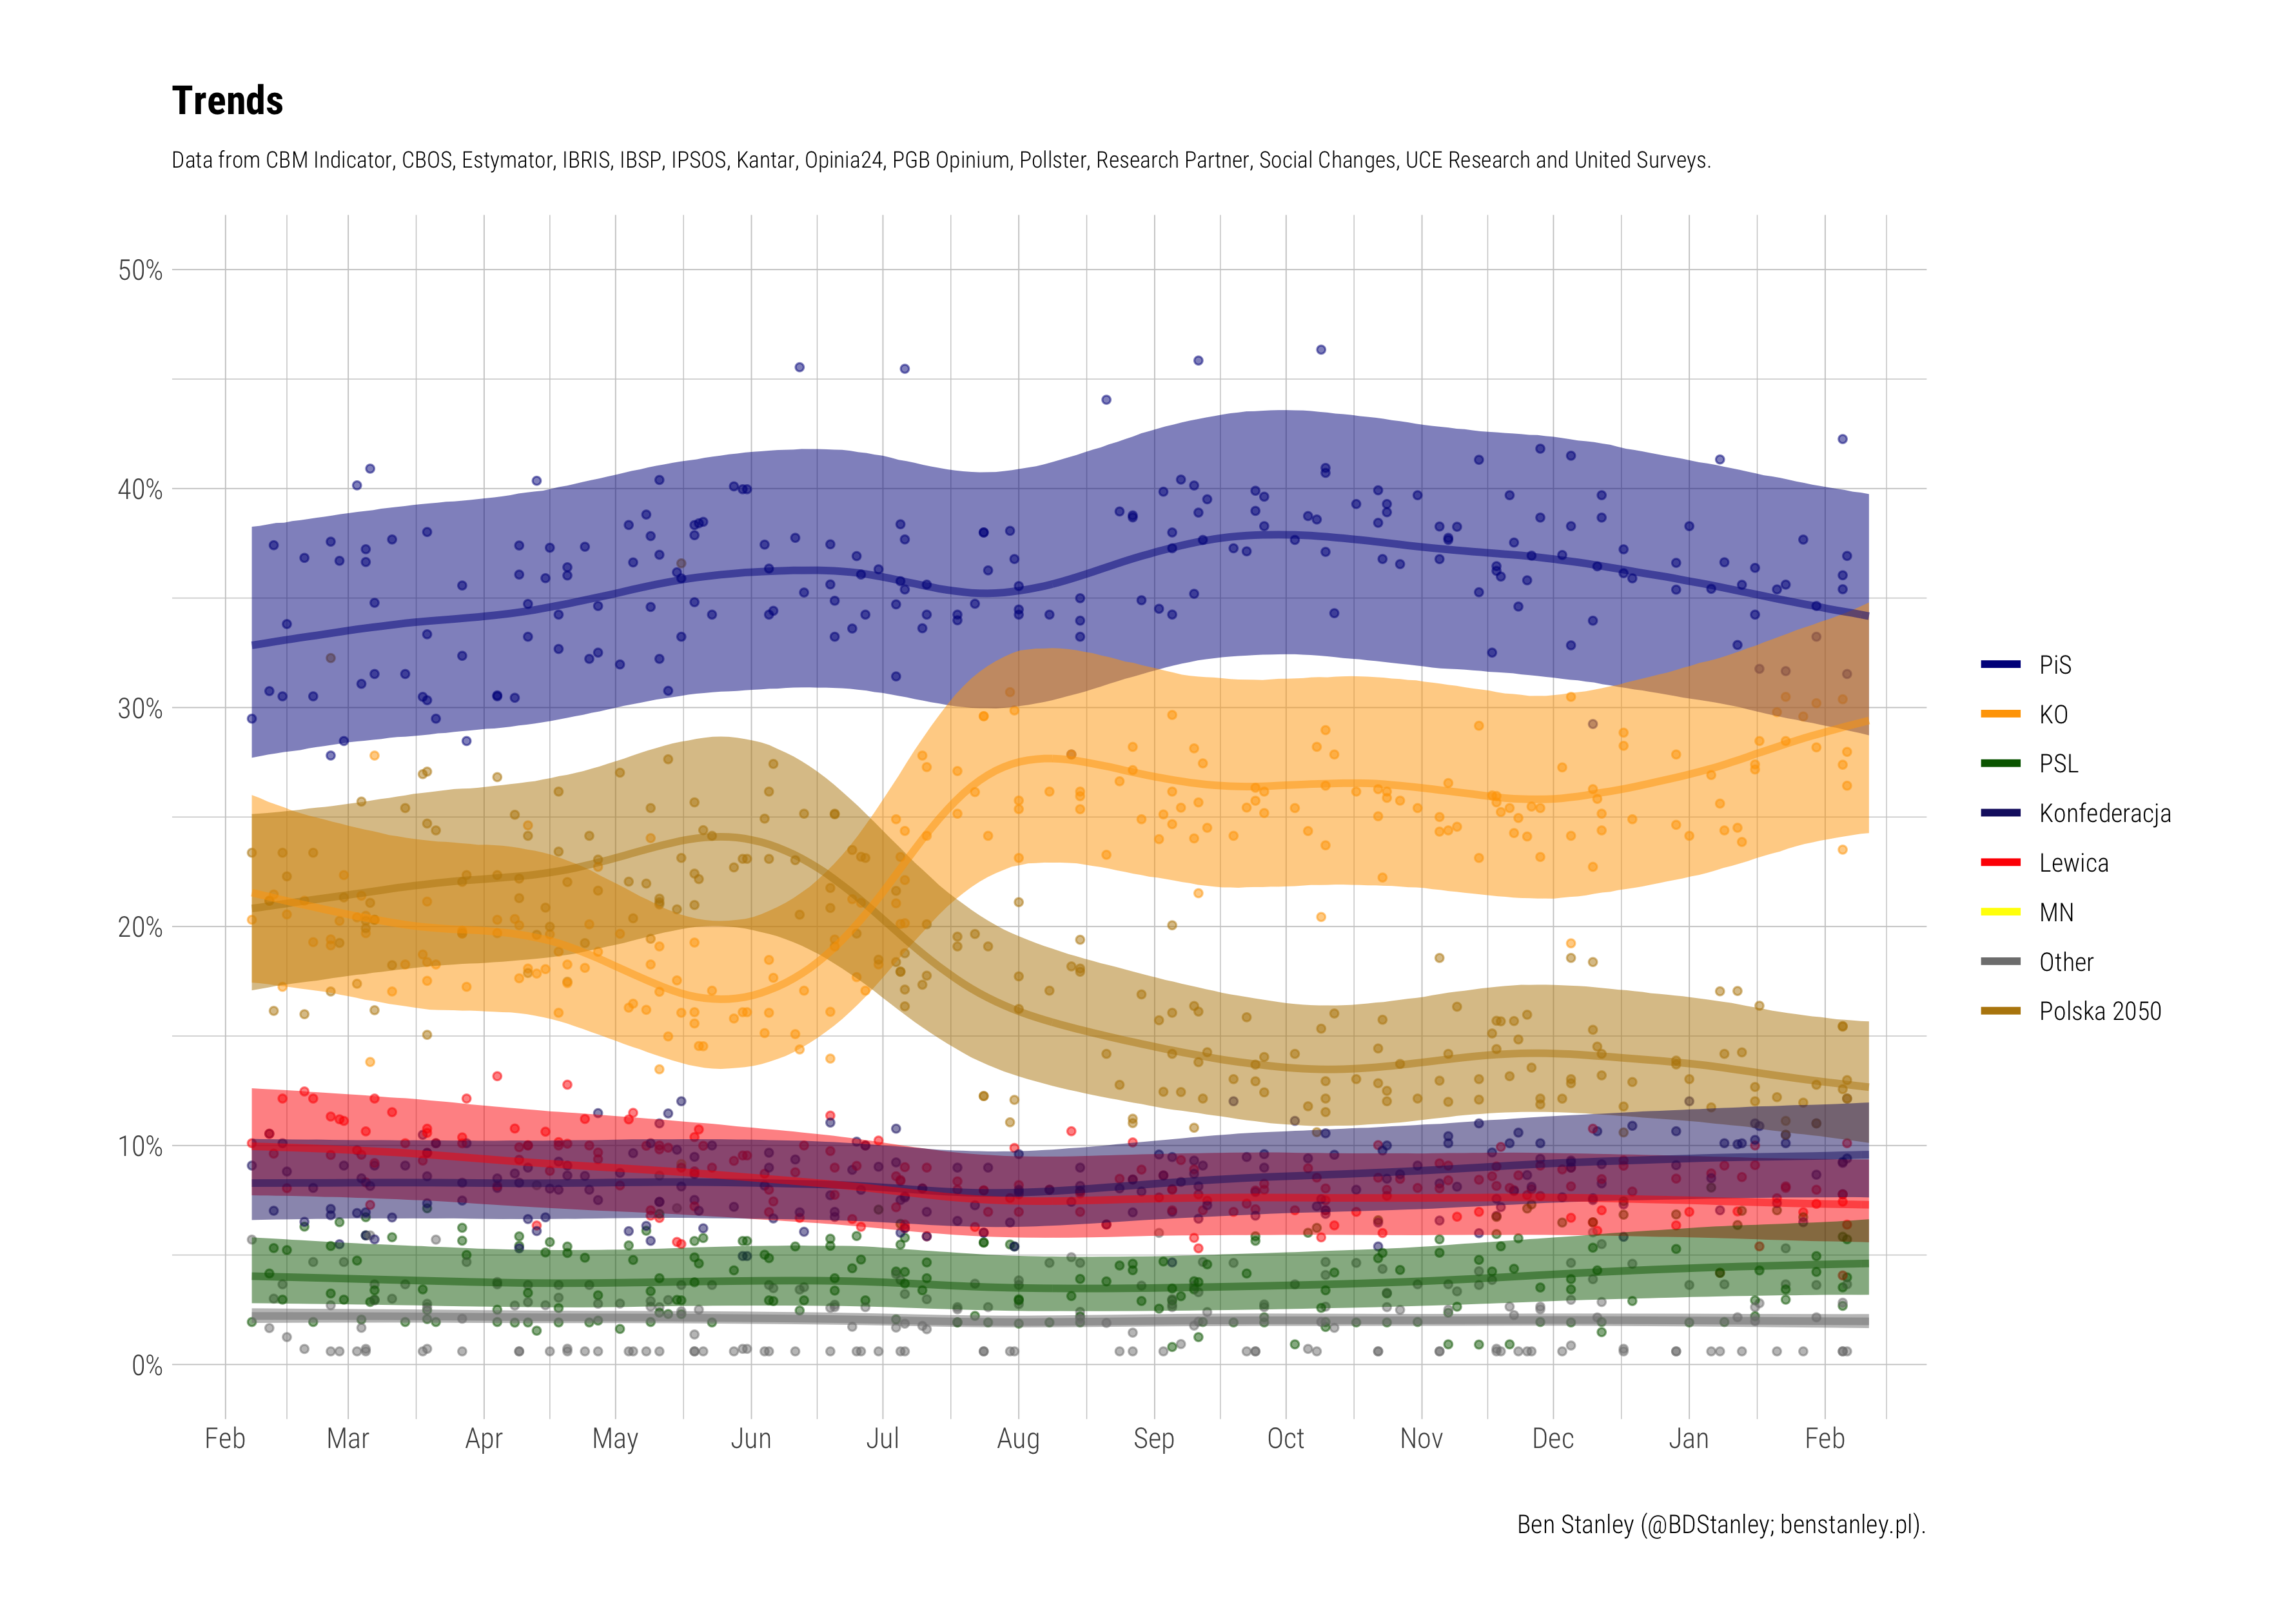 Trends
Data from CBM Indicator, CBOS, Estymator, IBRIS, IBSP, IPSOS, Kantar, Opinia24, PGB Opinium, Pollster, Research Partner, Social Changes, UCE Research and United Surveys.
50%
40%
30%
20%
10%
0%
Feb Mar Apr May Jun Jul Aug Sep Oct Nov Dec Jan Feb
PiS
KO
PSL
Konfederacja
Lewica
MN
Other
Polska 2050
Ben Stanley (@BDStanley; benstanley.pl).